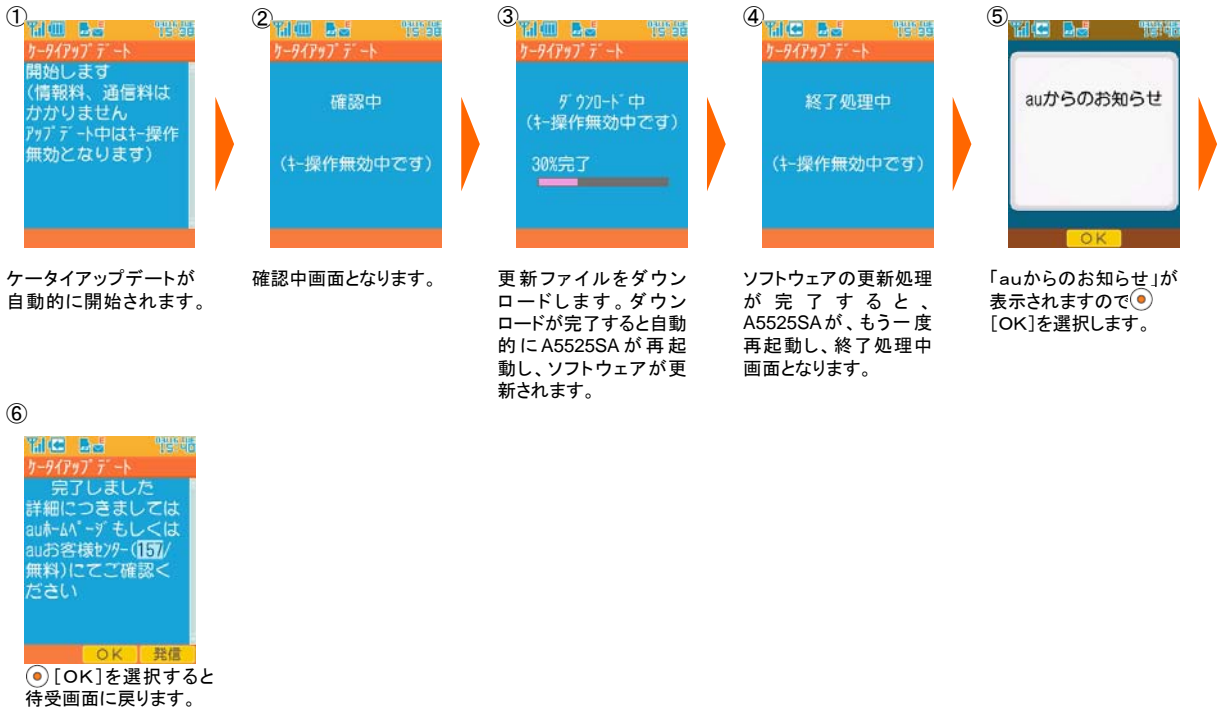 ①
ケータイアップデート
開始します
(情報料、通信料は
かかりません
アップデート中はキー操作
無効となります)
ケータイアップデートが
自動的に開始されます。
②
ケータイアップデート
確認中
(キー操作無効中です)
確認中画面となります。
③
ケータイアップデート
ダウンロード中
(キー操作無効中です)
30%完了
更新ファイルをダウン
ロードします。ダウン
ロードが完了すると自動
的にA5525SAが再起
動し、ソフトウェアが更
新されます。
④
ケータイアップデート
終了処理中
(キー操作無効中です)
ソフトウェアの更新処理
が完了すると、
A5525SAが、もう一度
再起動し、終了処理中
画面となります。
⑤
auからのお知らせ
OK
「auからのお知らせ」が
表示されますので
[OK]を選択します。
⑥
ケータイアップデート
完了しました
詳細につきましては
auホームページもしくは
auお客様センター(157/
無料)にてご確認く
ださい
OK 発信
[OK]を選択すると
待受画面に戻ります。